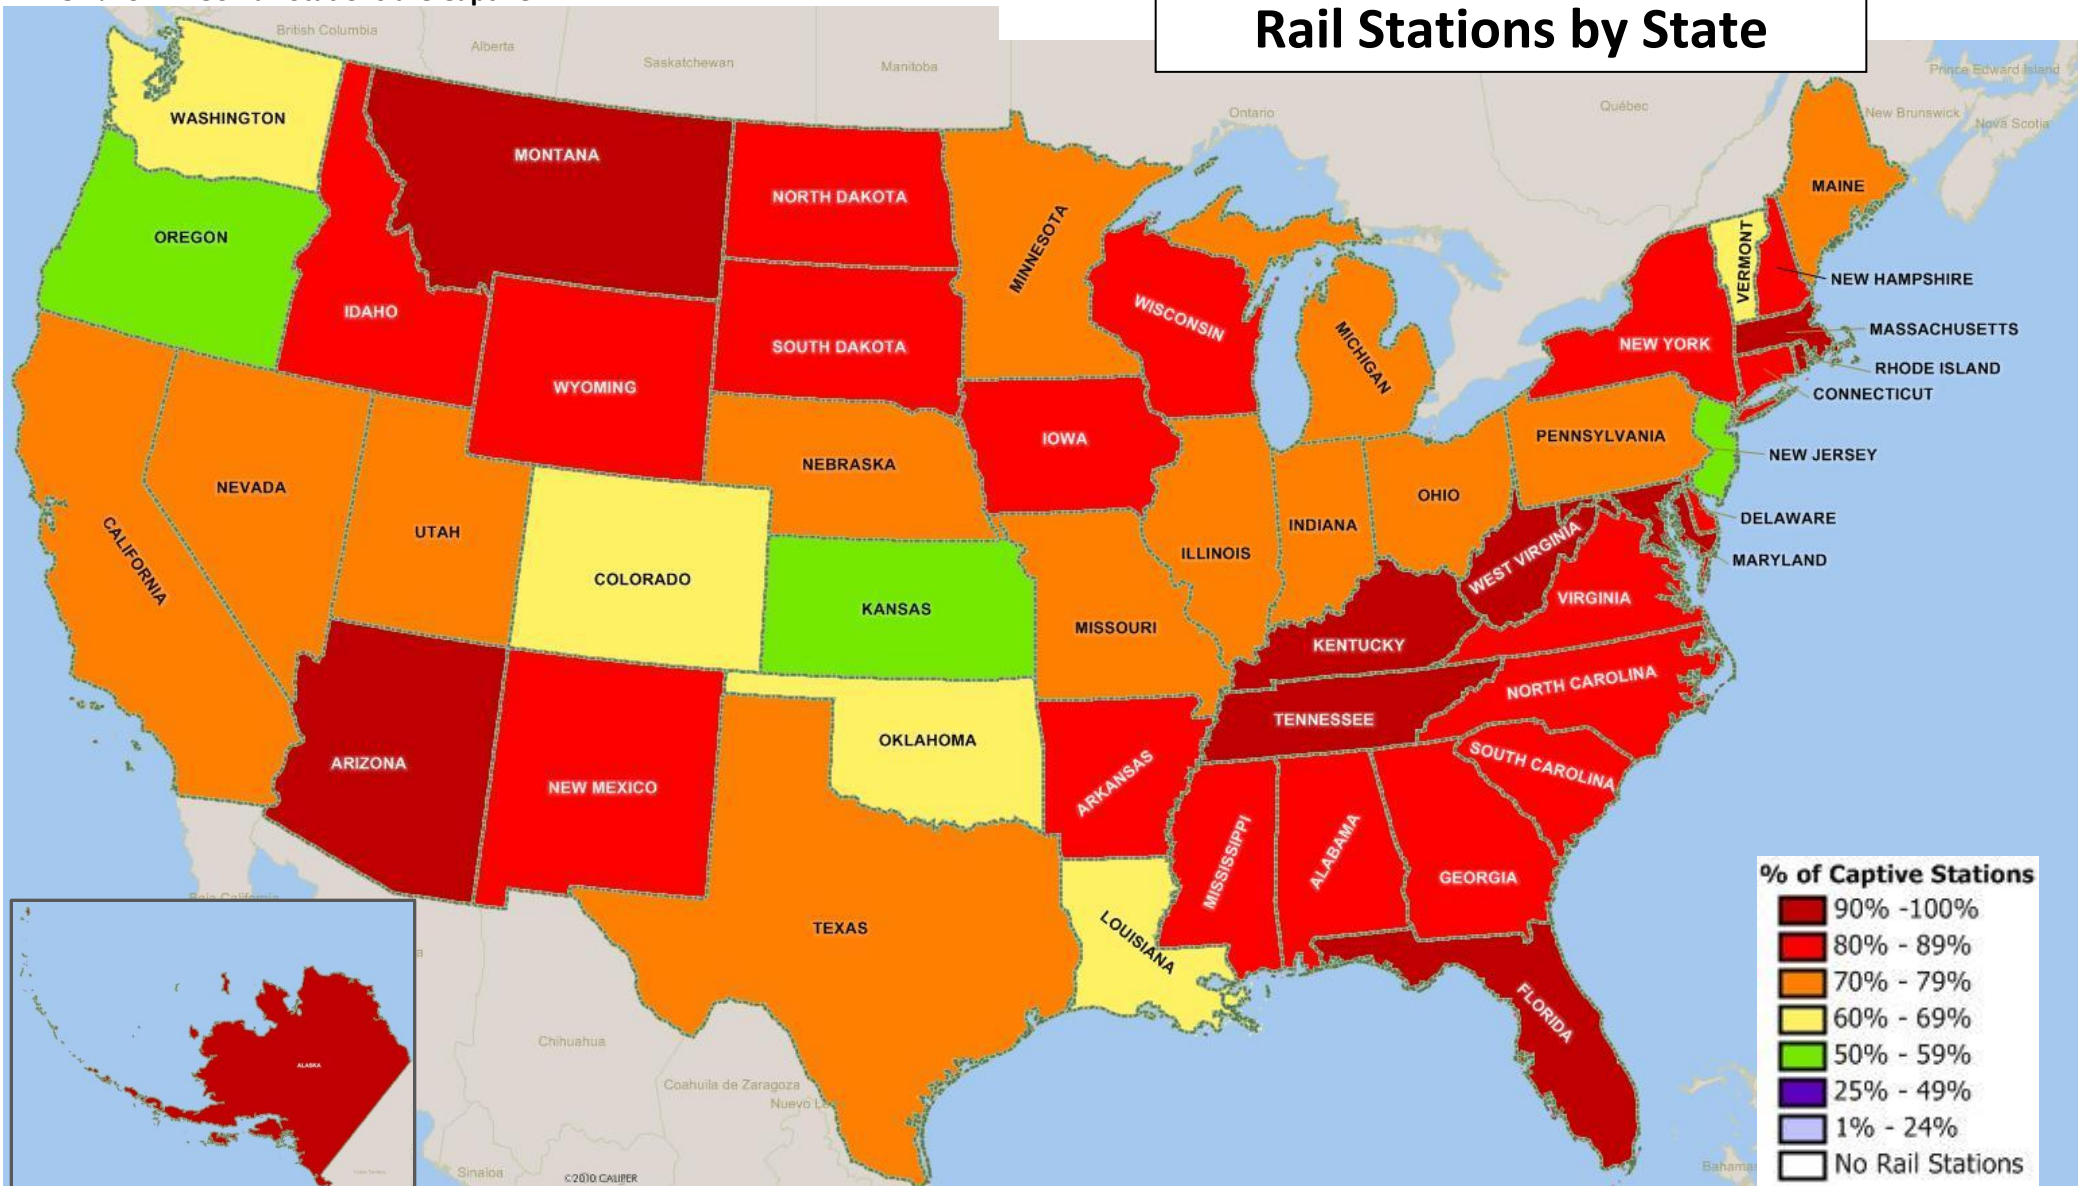 Rail Stations by State
British Columbia
Alberta
Saskatchewan
Manitoba
Ontario
Québec
Prince Edward Island
New Brunswick
Nova Scotia
WASHINGTON
MONTANA
NORTH DAKOTA
MINNESOTA
MAINE
OREGON
IDAHO
WISCONSIN
VERMONT
NEW HAMPSHIRE
MASSACHUSETTS
NEW YORK
SOUTH DAKOTA
MICHIGAN
RHODE ISLAND
CONNECTICUT
WYOMING
IOWA
PENNSYLVANIA
NEW JERSEY
NEBRASKA
NEVADA
OHIO
DELAWARE
UTAH
INDIANA
ILLINOIS
CALIFORNIA
COLORADO
WEST VIRGINIA
MARYLAND
KANSAS
MISSOURI
VIRGINIA
KENTUCKY
NORTH CAROLINA
TENNESSEE
OKLAHOMA
ARIZONA
NEW MEXICO
ARKANSAS
SOUTH CAROLINA
MISSISSIPPI
ALABAMA
GEORGIA
TEXAS
LOUISIANA
FLORIDA
ALASKA
Baja California
Chihuahua
Coahuila de Zaragoza
Nuevo
Sinaloa
©2010 CALIPER
% of Captive Stations
90% -100%
80% - 89%
70% - 79%
60% - 69%
50% - 59%
25% - 49%
1% - 24%
No Rail Stations